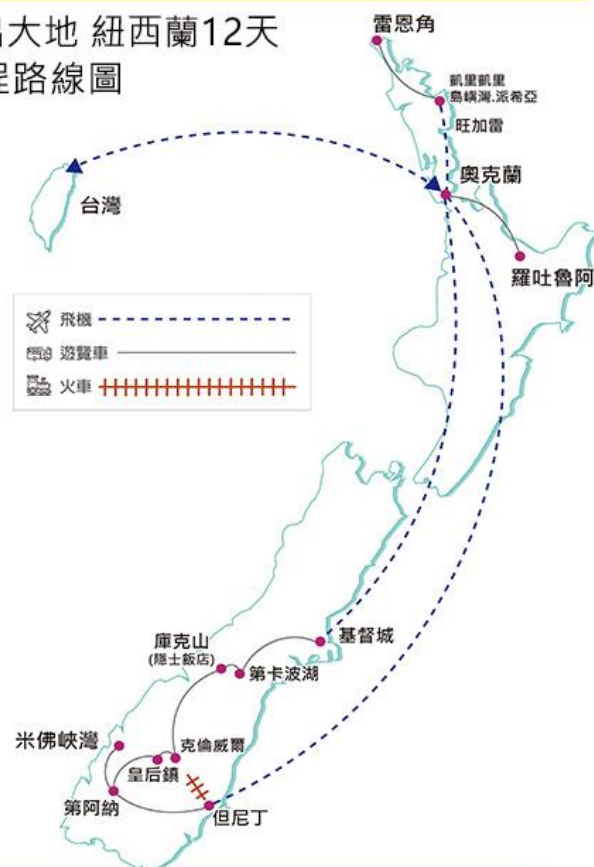 大地 紐西蘭12天
程路線圖
雷恩角
凱里凱里
島嶼灣.派希亞
旺加雷
奧克蘭
台灣
羅吐魯阿
飛機
遊覽車
火車
庫克山
(隱士飯店)
基督城
第卡波湖
米佛峽灣
克倫威爾
皇后鎮
第阿納
但尼丁